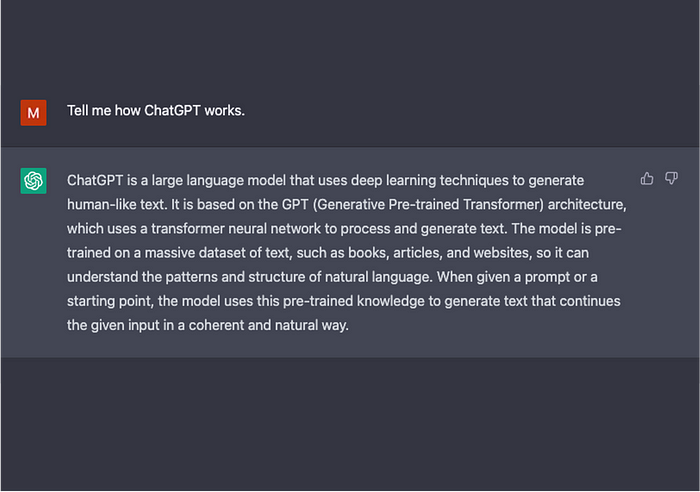 M
Tell me how ChatGPT works.
ChatGPT is a large language model that uses deep learning techniques to generate
human-like text. It is based on the GPT (Generative Pre-trained Transformer) architecture,
which uses a transformer neural network to process and generate text. The model is pre-
trained on a massive dataset of text, such as books, articles, and websites, so it can
understand the patterns and structure of natural language. When given a prompt or a
starting point, the model uses this pre-trained knowledge to generate text that continues
the given input in a coherent and natural way.